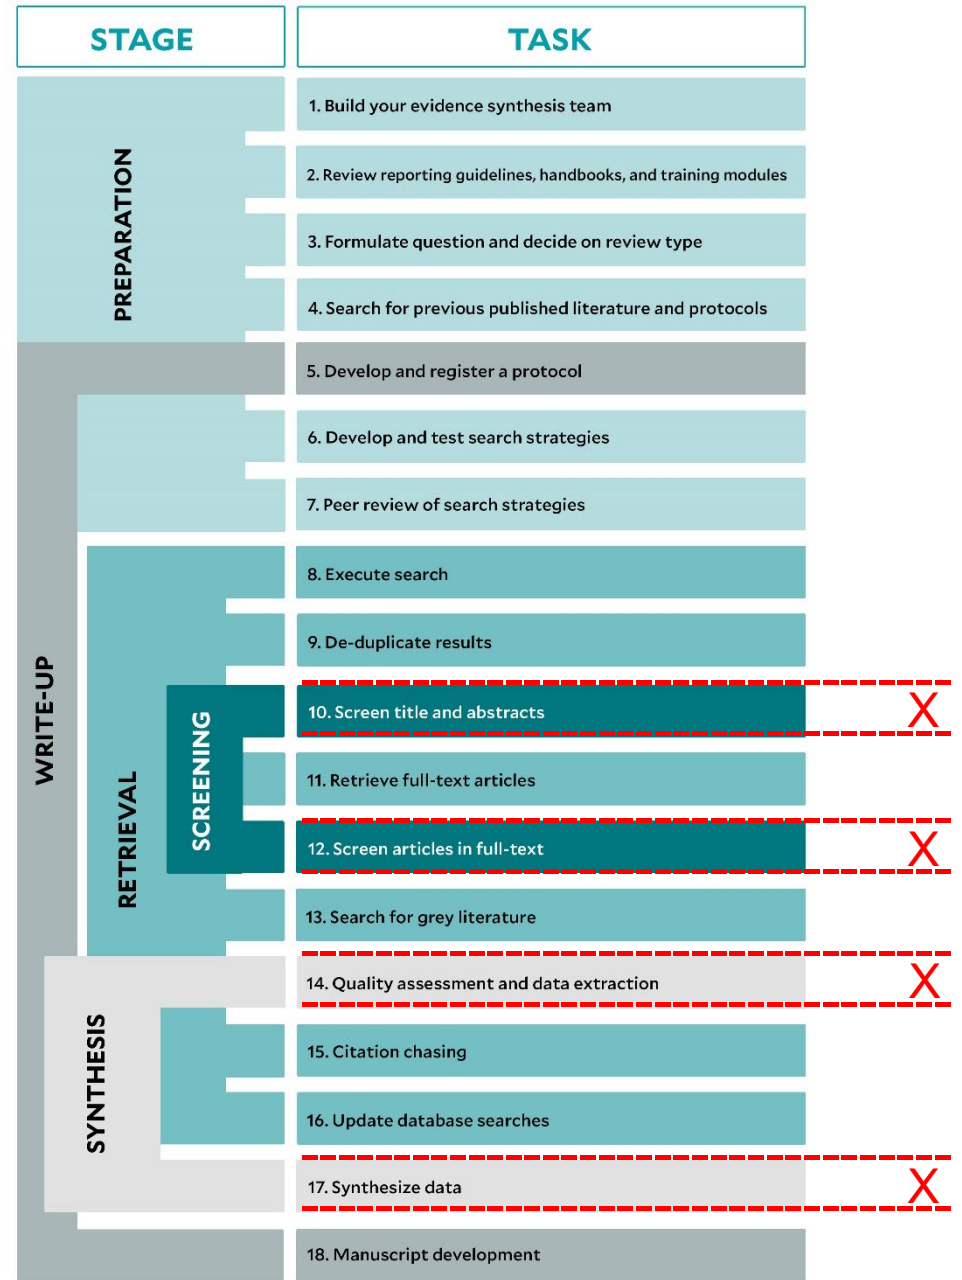 STAGE
TASK
PREPARATION
1. Build your evidence synthesis team
2. Review reporting guidelines, handbooks, and training modules
3. Formulate question and decide on review type
4. Search for previous published literature and protocols
WRITE-UP
5. Develop and register a protocol
6. Develop and test search strategies
7. Peer review of search strategies
RETRIEVAL
8. Execute search
9. De-duplicate results
SCREENING
10. Screen title and abstracts
X
11. Retrieve full-text articles
12. Screen articles in full-text
X
13. Search for grey literature
SYNTHESIS
14. Quality assessment and data extraction
X
15. Citation chasing
16. Update database searches
17. Synthesize data
X
18. Manuscript development